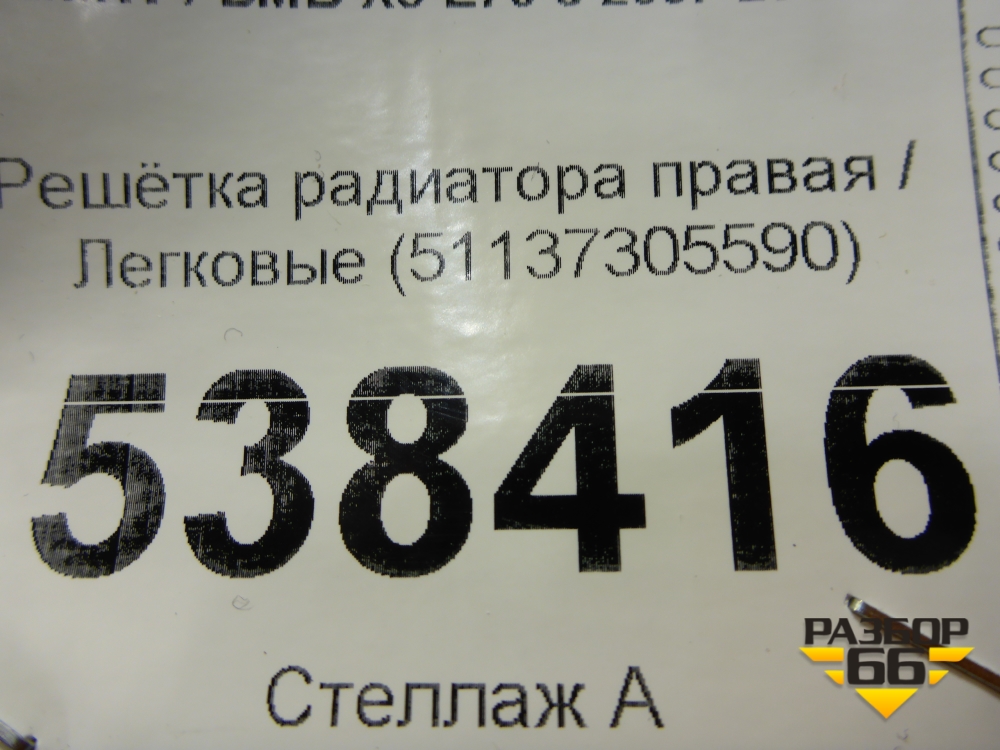 Решётка радиатора правая /
Легковые (51137305590)
538416
Стеллаж А
РАЗБОР
66